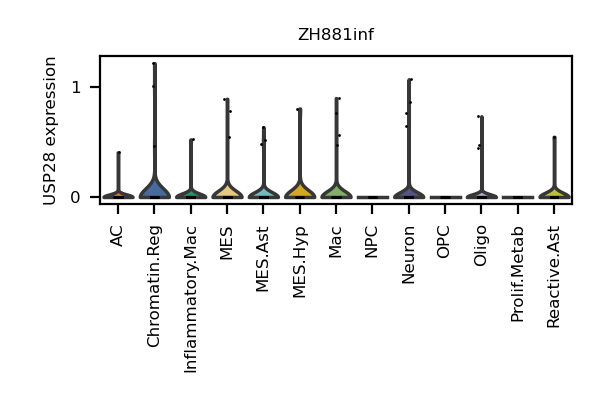 ZH881inf
USP28 expression
1
0
AC
Chromatin.Reg
Inflammatory.Mac
MES
MES.Ast
MES.Hyp
Mac
NPC
Neuron
OPC
Oligo
Prolif.Metab
Reactive.Ast